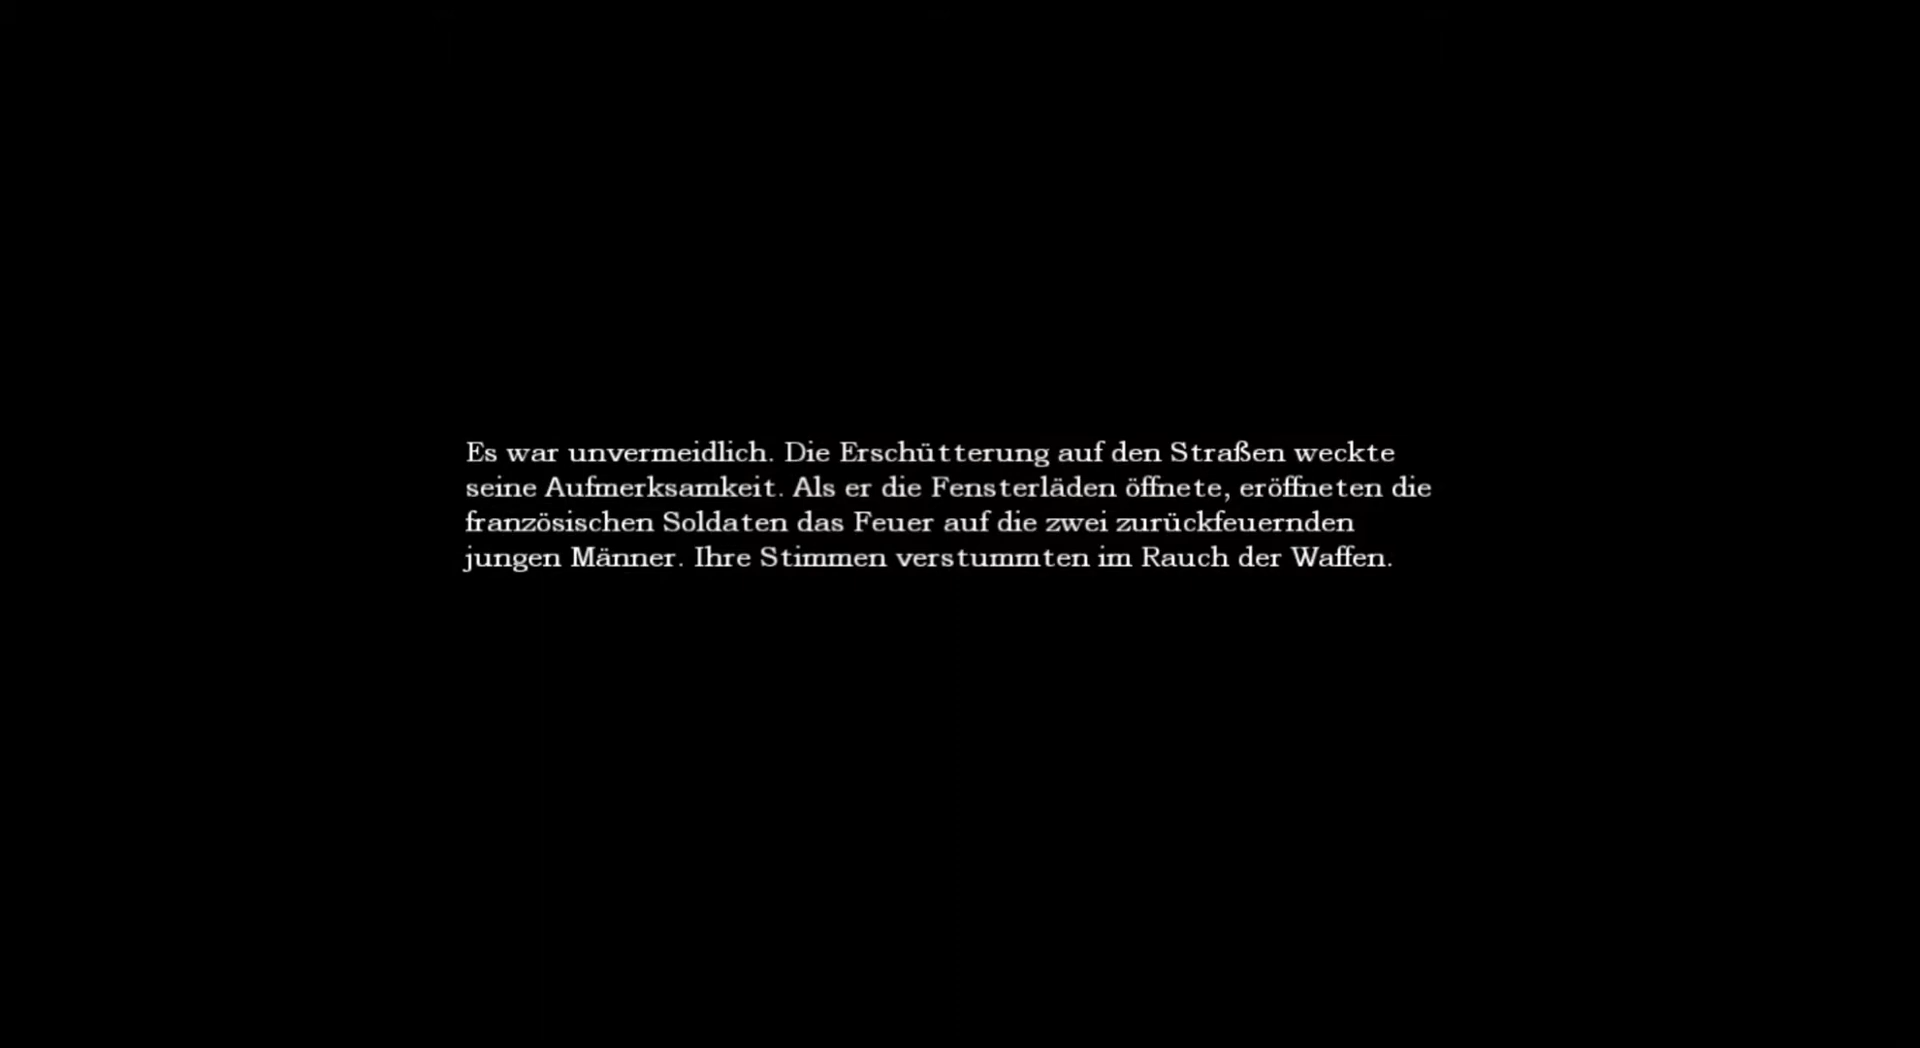 Es war unvermeidlich. Die Erschütterung auf den Straßen weckte
seine Aufmerksamkeit. Als er die Fensterläden öffnete, eröffneten die
französischen Soldaten das Feuer auf die zwei zurückfeuernden
jungen Männer. Ihre Stimmen verstummten im Rauch der Waffen.